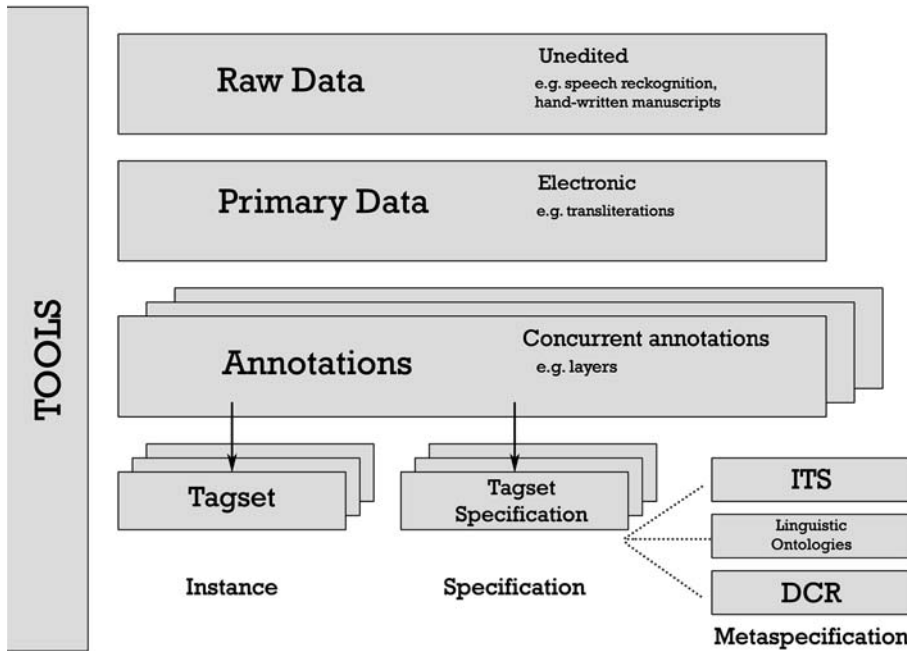 TOOLS
Raw Data
Unedited
e.g. speech reckognition,
hand-written manuscripts
Primary Data
Electronic
e.g. transliterations
Annotations
Concurrent annotations
e.g. layers
Tagset
Tagset
Specification
ITS
Linguistic
Ontologies
DCR
Instance
Specification
Metaspecification